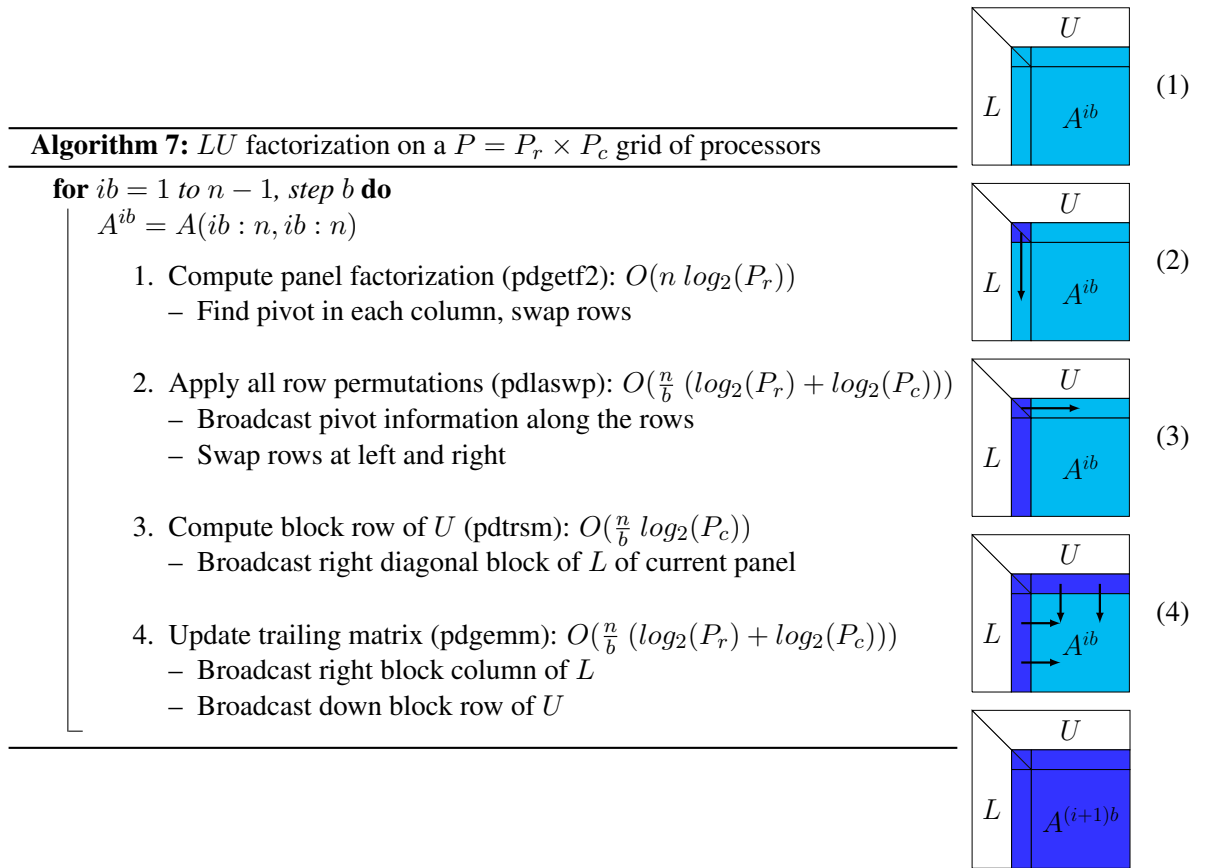 Algorithm 7: LU factorization on a P = P_r × P_c grid of processors
for ib = 1 to n − 1, step b do
A^{ib} = A(ib : n, ib : n)
1. Compute panel factorization (pdgetf2): O(n log_2(P_r))
– Find pivot in each column, swap rows
2. Apply all row permutations (pdlaswp): O(\frac{n}{b} (log_2(P_r) + log_2(P_c)))
– Broadcast pivot information along the rows
– Swap rows at left and right
3. Compute block row of U (pdtrsm): O(\frac{n}{b} log_2(P_c))
– Broadcast right diagonal block of L of current panel
4. Update trailing matrix (pdgemm): O(\frac{n}{b} (log_2(P_r) + log_2(P_c)))
– Broadcast right block column of L
– Broadcast down block row of U
U
L A^{ib} (1)
U
L A^{ib} (2)
U
L A^{ib} (3)
U
L A^{ib} (4)
U
L A^{(i+1)b}